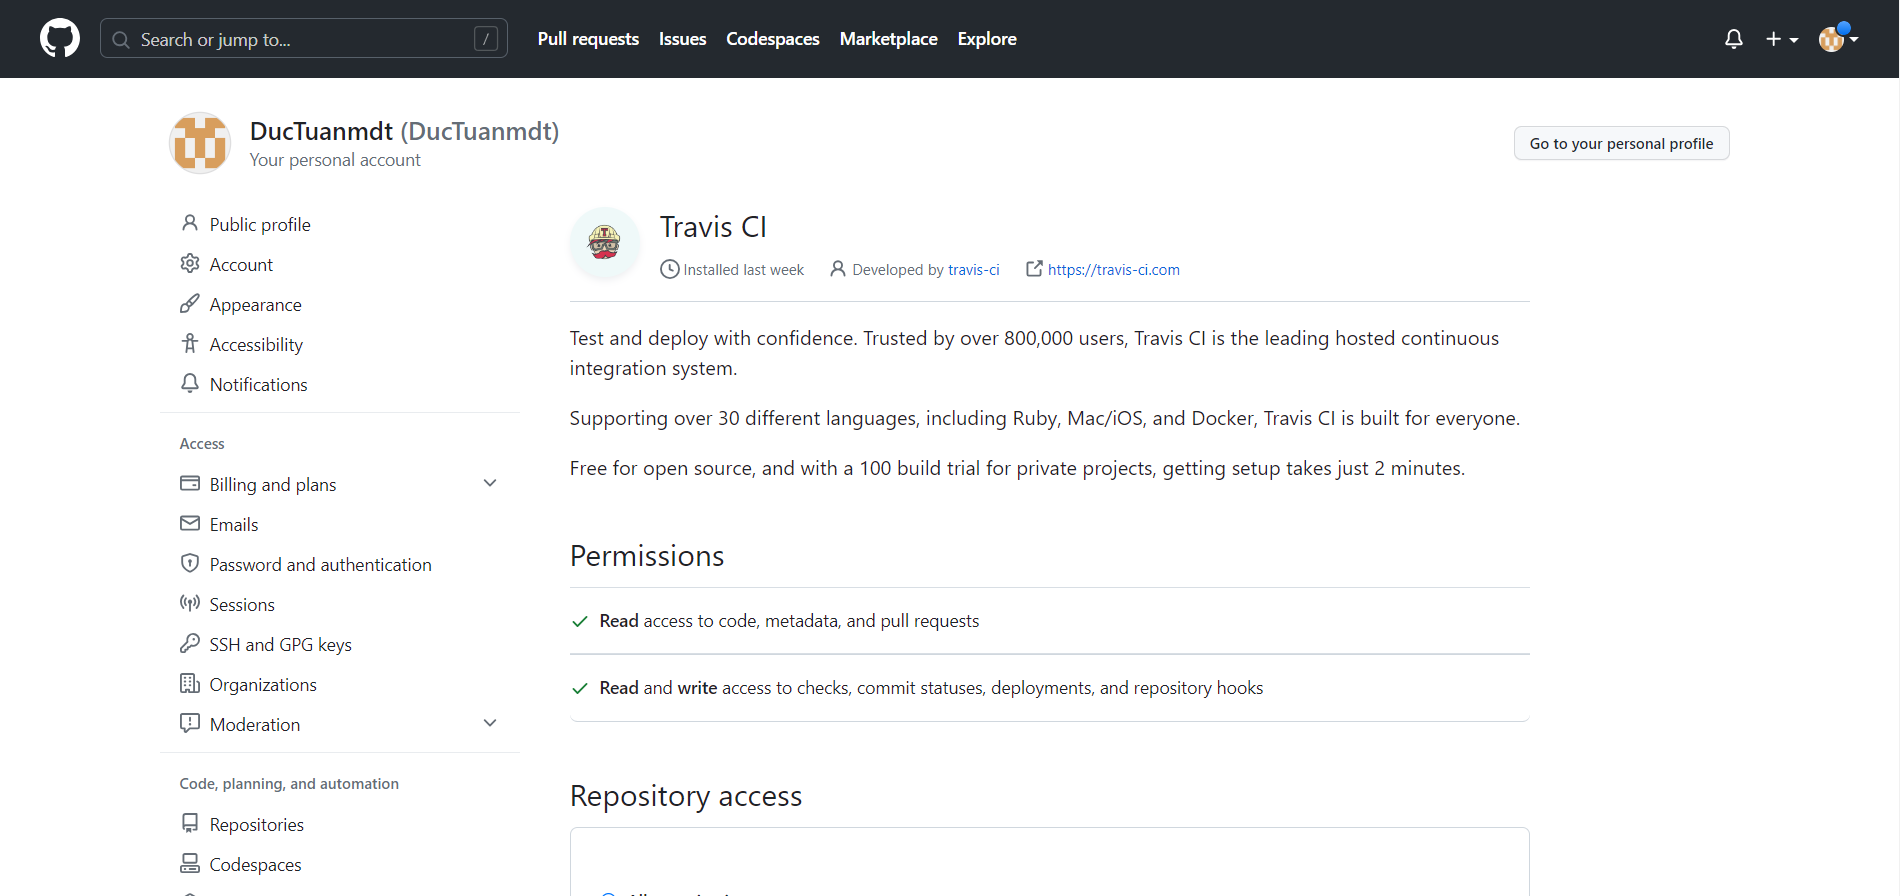 Search or jump to...
/
Pull requests
Issues
Codespaces
Marketplace
Explore
DucTuanmdt (DucTuanmdt)
Your personal account
Go to your personal profile
Public profile
Account
Appearance
Accessibility
Notifications
Access
Billing and plans
Emails
Password and authentication
Sessions
SSH and GPG keys
Organizations
Moderation
Code, planning, and automation
Repositories
Codespaces
Travis CI
Installed last week
Developed by travis-ci
https://travis-ci.com
Test and deploy with confidence. Trusted by over 800,000 users, Travis CI is the leading hosted continuous
integration system.
Supporting over 30 different languages, including Ruby, Mac/iOS, and Docker, Travis CI is built for everyone.
Free for open source, and with a 100 build trial for private projects, getting setup takes just 2 minutes.
Permissions
Read access to code, metadata, and pull requests
Read and write access to checks, commit statuses, deployments, and repository hooks
Repository access